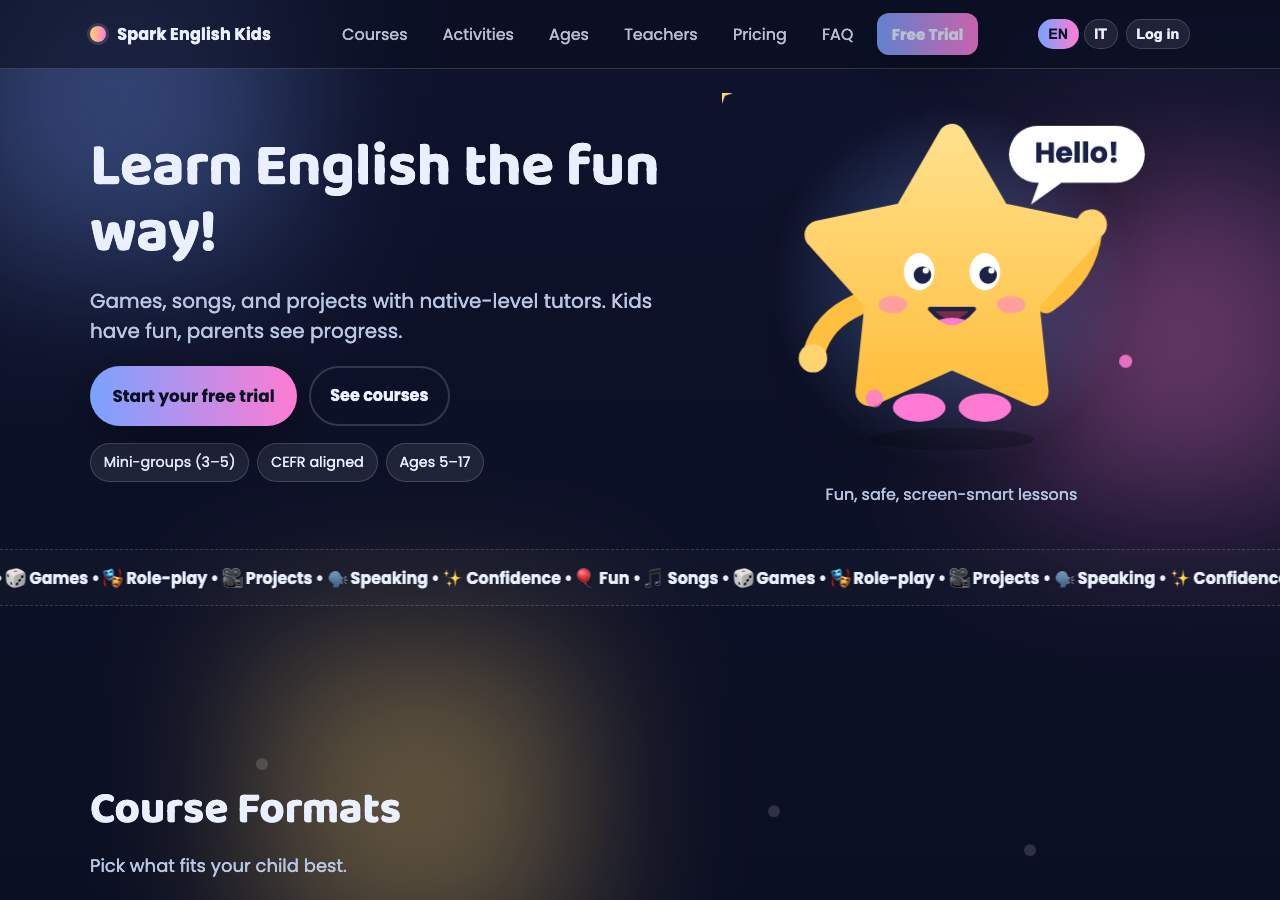 Spark English Kids
Courses
Activities
Ages
Teachers
Pricing
FAQ
Free Trial
EN
IT
Log in
Learn English the fun
way!
Hello!
Games, songs, and projects with native-level tutors. Kids
have fun, parents see progress.
Start your free trial
See courses
Mini-groups (3–5)
CEFR aligned
Ages 5–17
Fun, safe, screen-smart lessons
• 🎲 Games • 🎭 Role-play • 🎥 Projects • 🗣️ Speaking • ✨ Confidence • 🎈 Fun • 🎵 Songs • 🎲 Games • 🎭 Role-play • 🎥 Projects • 🗣️ Speaking • ✨ Confidence
Course Formats
Pick what fits your child best.